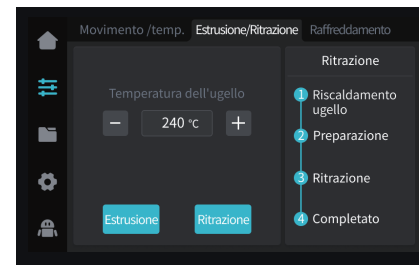 Movimento /temp. Estrusione/Ritrazione Raffreddamento
Temperatura dell'ugello
240 °C
Estrusione Ritrazione
Ritrazione
1 Riscaldamento
ugello
2 Preparazione
3 Ritrazione
4 Completato